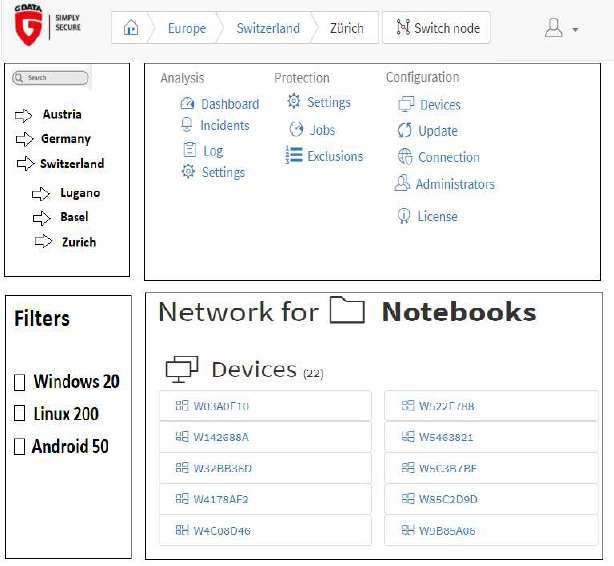 G DATA
SIMPLY
SECURE
Europe
Switzerland
Zürich
Switch node
Search
Austria
Germany
Switzerland
Lugano
Basel
Zurich
Analysis
Dashboard
Incidents
Log
Settings
Protection
Settings
Jobs
Exclusions
Configuration
Devices
Update
Connection
Administrators
License
Filters
Windows 20
Linux 200
Android 50
Network for Notebooks
Devices (22)
W03A0F10
W522F78B
W142688A
W5463821
W32BB36D
W5C3B7BF
W4178AF2
W85C2D9D
W4C08D46
W9B85A06